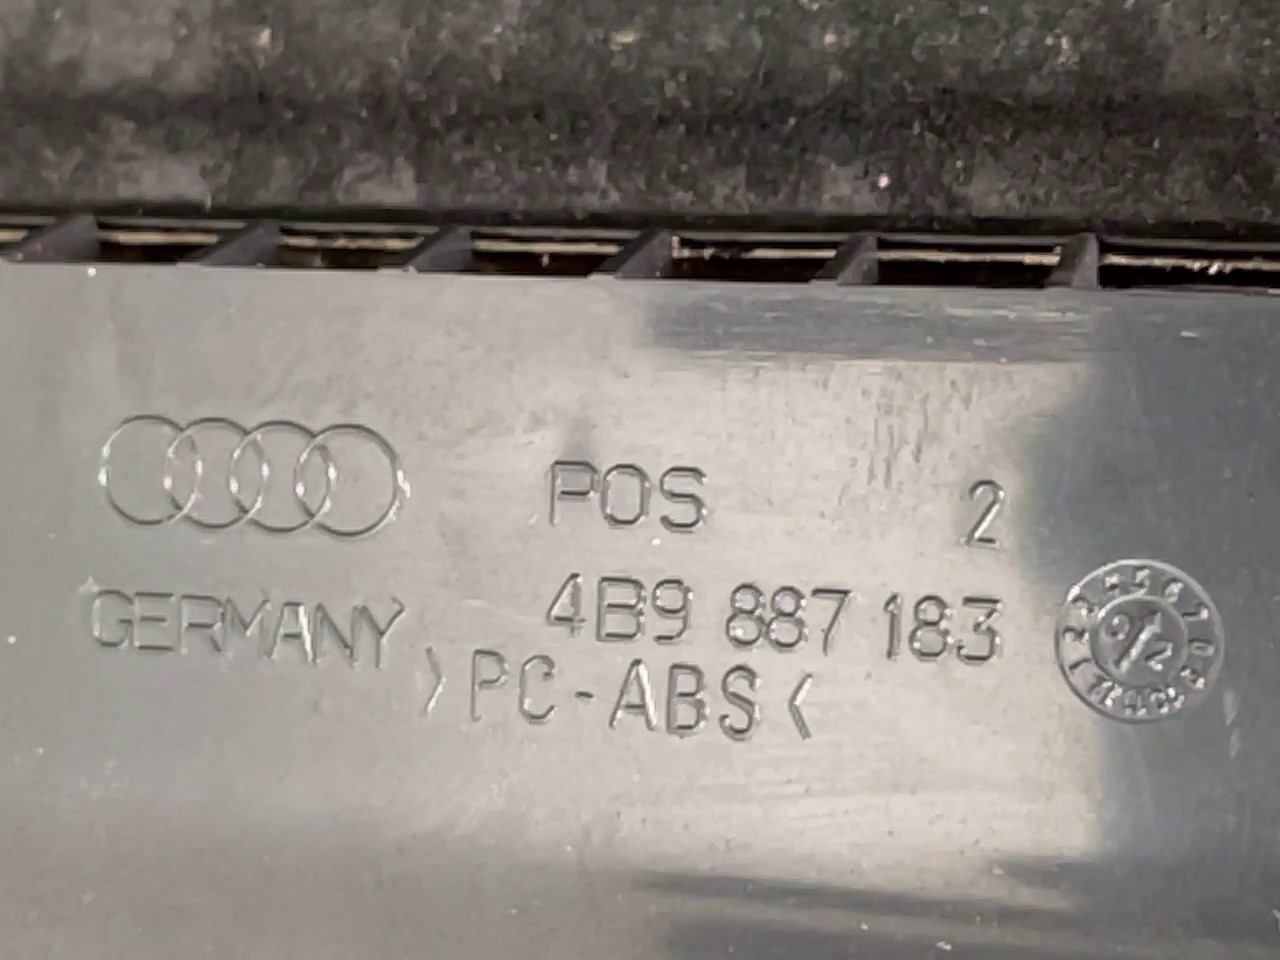 POS 2
GERMANY 4B9 887 183
>PC-ABS<